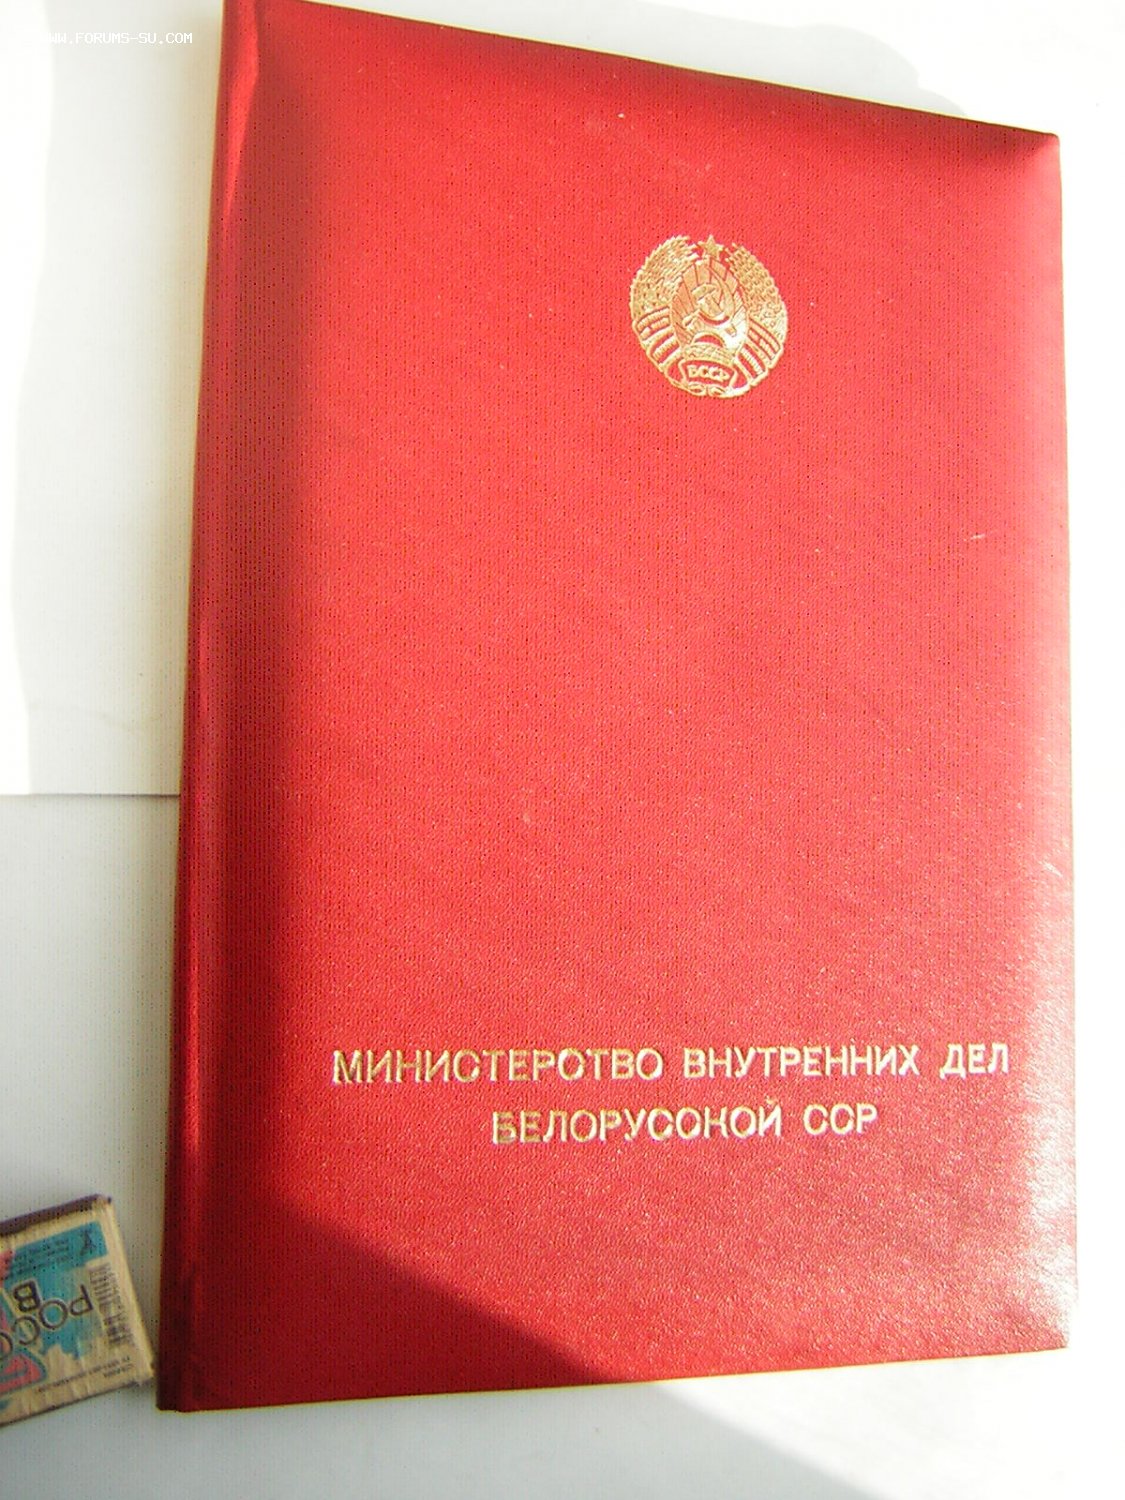 WWW.FORUMS-SU.COM
БССР
МИНИСТЕРСТВО ВНУТРЕННИХ ДЕЛ
БЕЛОРУССКОЙ ССР